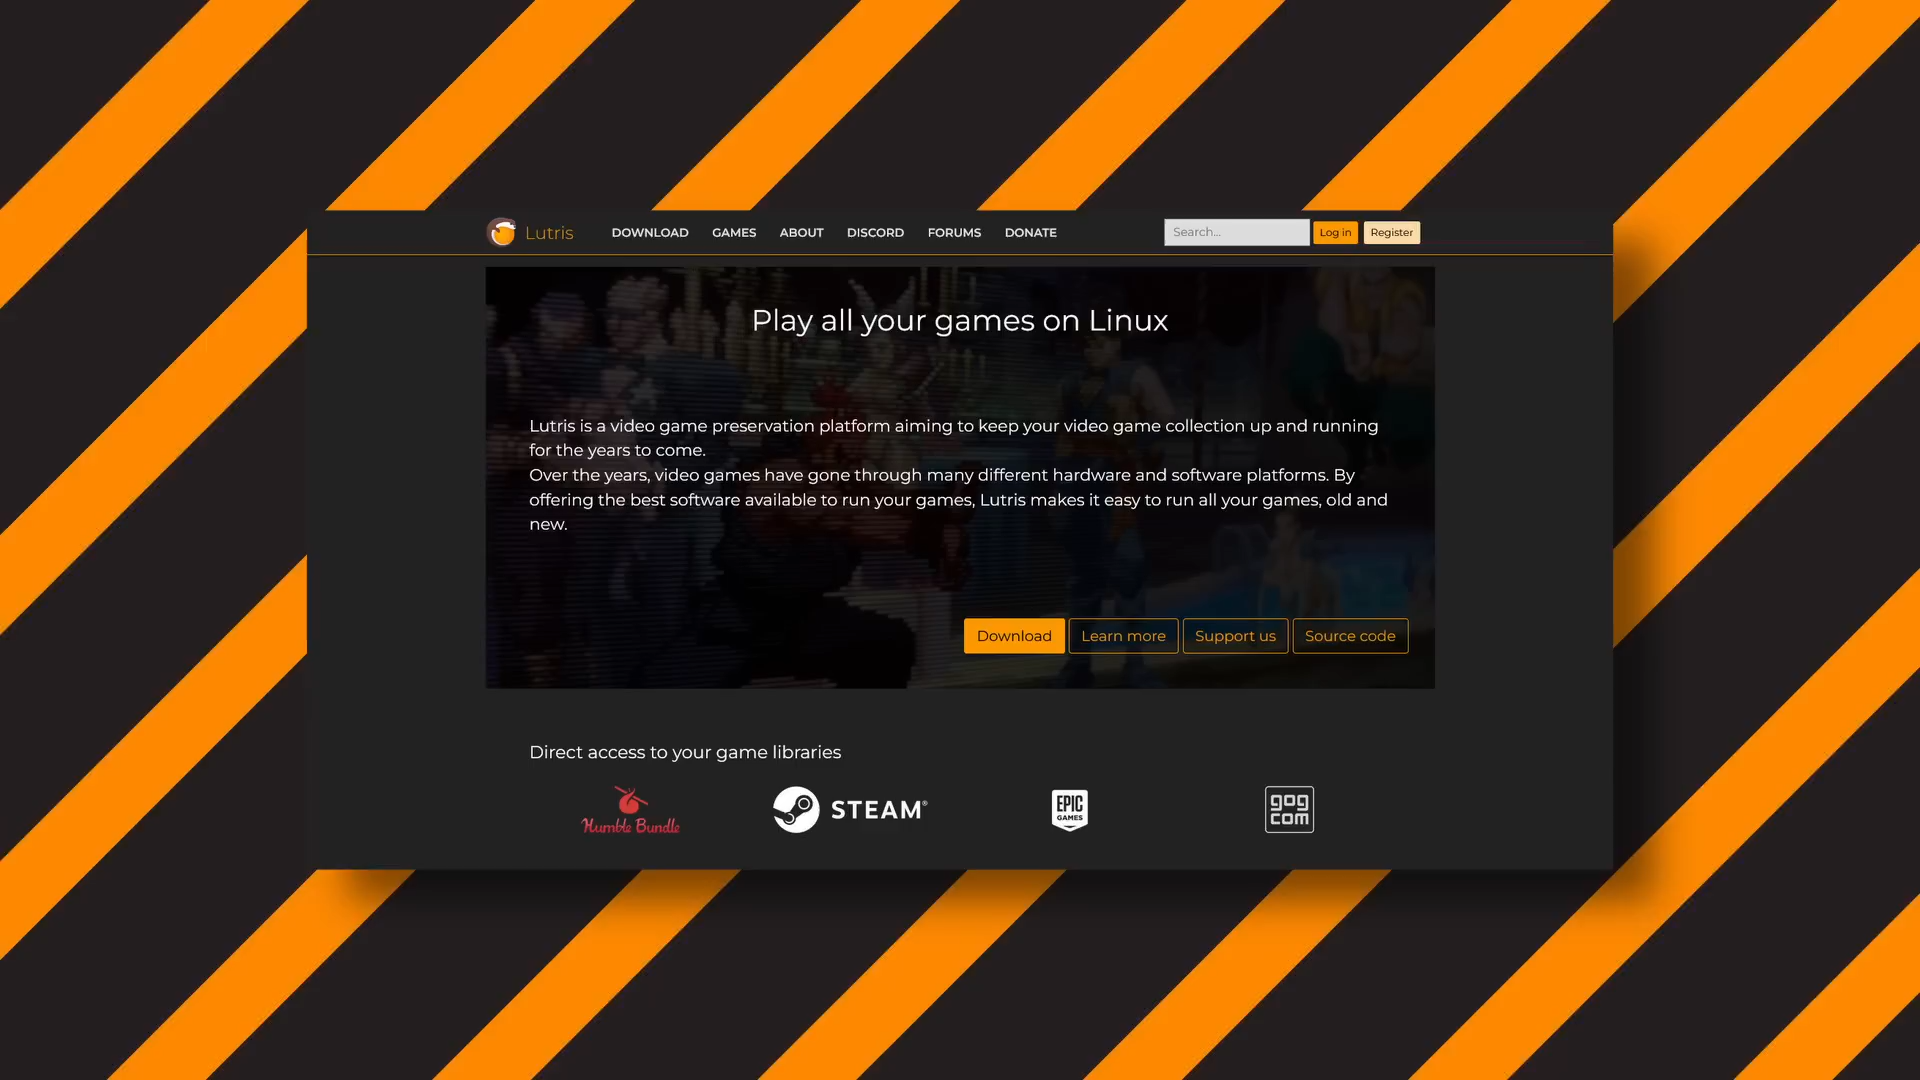 Lutris DOWNLOAD GAMES ABOUT DISCORD FORUMS DONATE Search... Log in Register
Play all your games on Linux
Lutris is a video game preservation platform aiming to keep your video game collection up and running
for the years to come.
Over the years, video games have gone through many different hardware and software platforms. By
offering the best software available to run your games, Lutris makes it easy to run all your games, old and
new.
Download Learn more Support us Source code
Direct access to your game libraries
Humble Bundle
STEAM®
EPIC
GAMES
gog
com